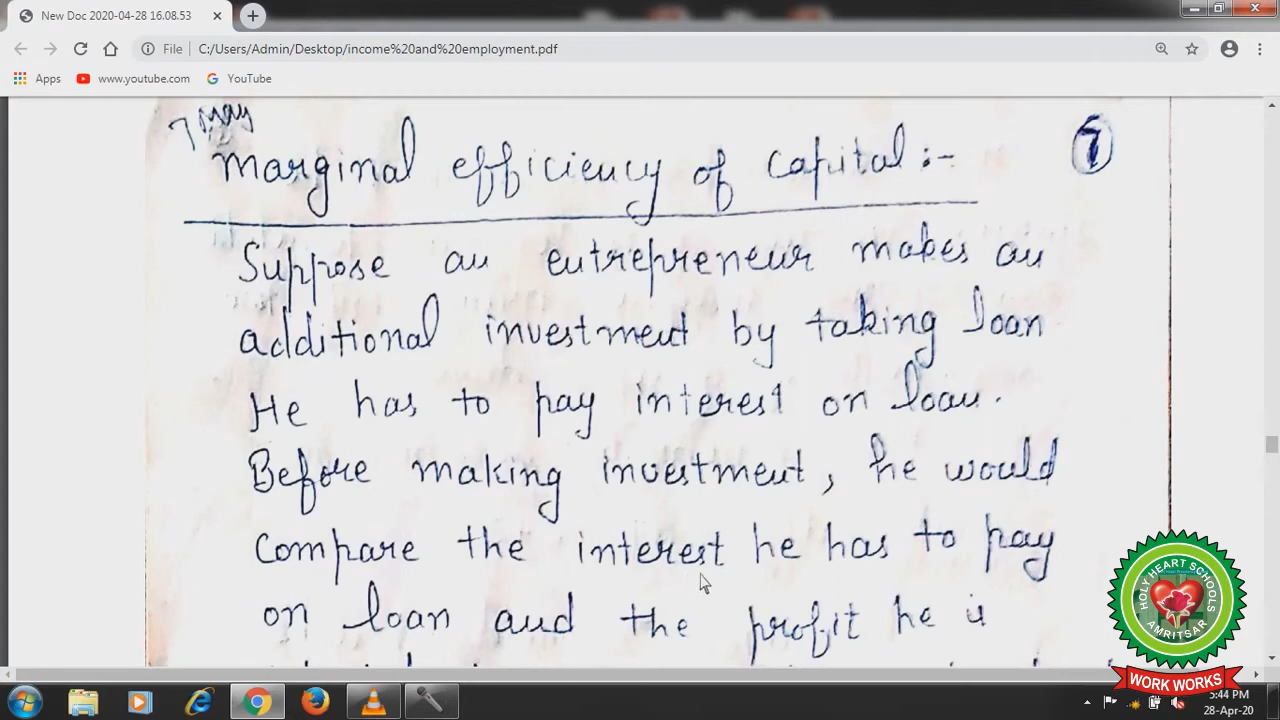 New Doc 2020-04-28 16.08.53
File C:/Users/Admin/Desktop/income%20and%20employment.pdf
Apps www.youtube.com YouTube
7 May
Marginal efficiency of capital :-
7
Suppose an entrepreneur makes an
additional investment by taking loan
He has to pay interest on loan.
Before making investment, he would
compare the interest he has to pay
on loan and the profit he is
HOLY HEART SCHOOLS
AMRITSAR
WORK WORKS
5:44 PM
28-Apr-20